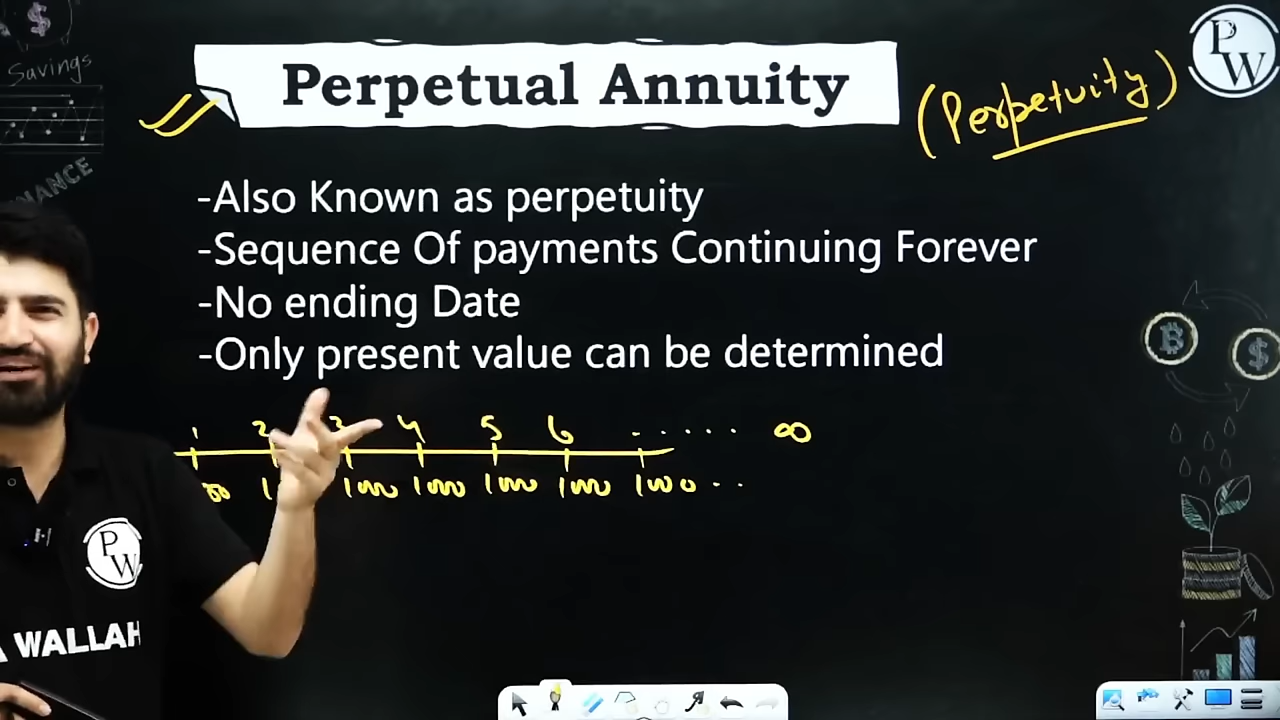 Savings
Perpetual Annuity
(Perpetuity)
PW
-Also Known as perpetuity
-Sequence Of payments Continuing Forever
-No ending Date
-Only present value can be determined
1 2 3 4 5 6 ...... ∞
1000 1000 1000 1000 1000 ..
PW
WALLAH